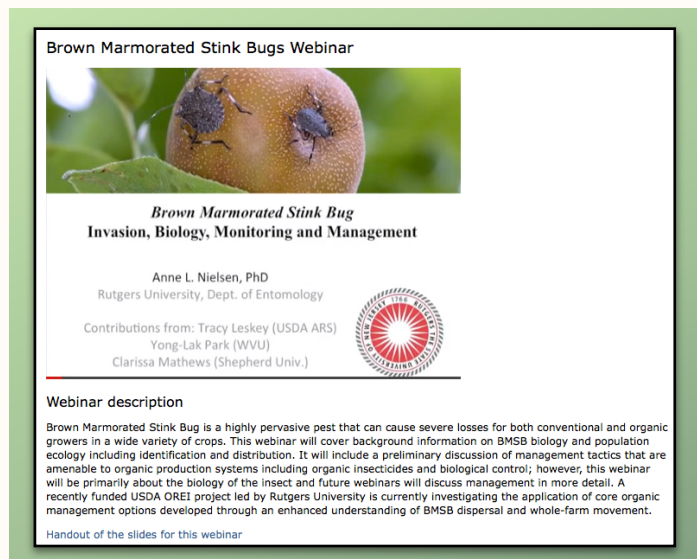 Brown Marmorated Stink Bugs Webinar
Brown Marmorated Stink Bug
Invasion, Biology, Monitoring and Management
Anne L. Nielsen, PhD
Rutgers University, Dept. of Entomology
Contributions from: Tracy Leskey (USDA ARS)
Yong-Lak Park (WVU)
Clarissa Mathews (Shepherd Univ.)
1766
Webinar description
Brown Marmorated Stink Bug is a highly pervasive pest that can cause severe losses for both conventional and organic
growers in a wide variety of crops. This webinar will cover background information on BMSB biology and population
ecology including identification and distribution. It will include a preliminary discussion of management tactics that are
amenable to organic production systems including organic insecticides and biological control; however, this webinar
will be primarily about the biology of the insect and future webinars will discuss management in more detail. A
recently funded USDA OREI project led by Rutgers University is currently investigating the application of core organic
management options developed through an enhanced understanding of BMSB dispersal and whole-farm movement.
Handout of the slides for this webinar